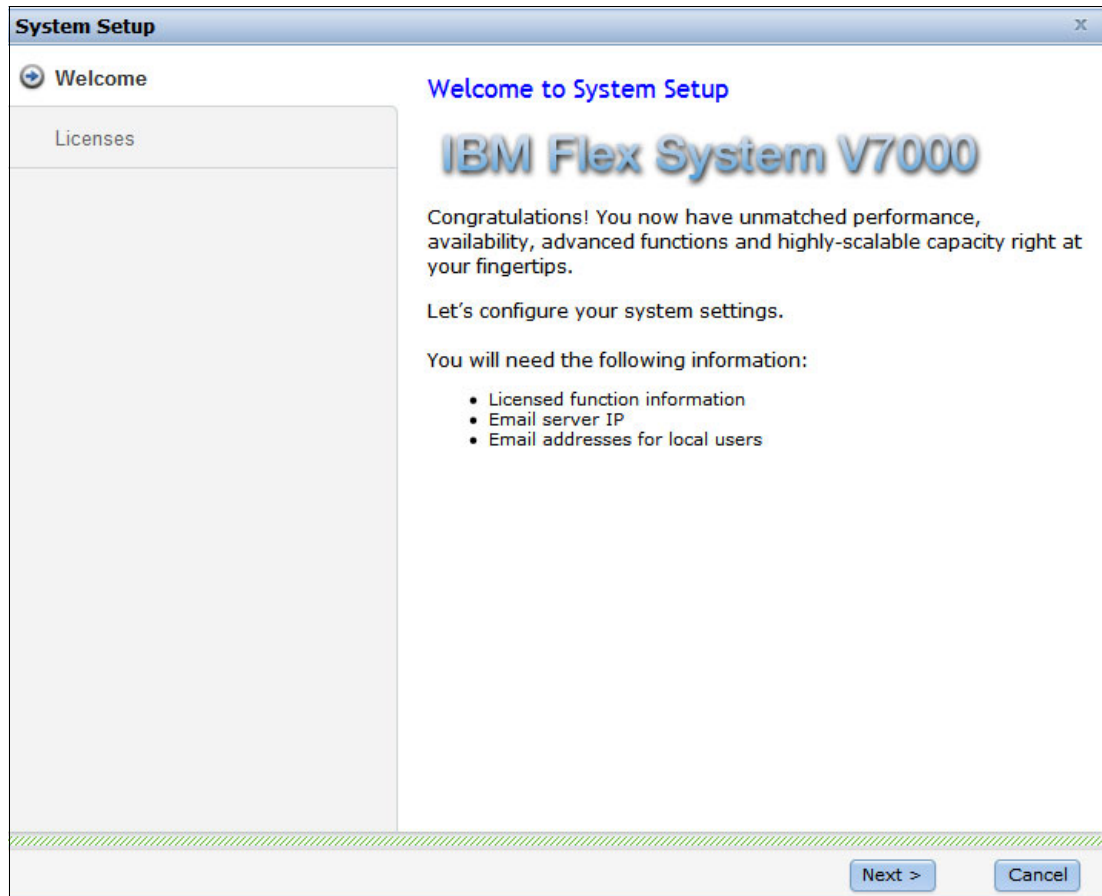 System Setup
x
Welcome
Licenses
Welcome to System Setup
IBM Flex System V7000
Congratulations! You now have unmatched performance,
availability, advanced functions and highly-scalable capacity right at
your fingertips.
Let's configure your system settings.
You will need the following information:
• Licensed function information
• Email server IP
• Email addresses for local users
Next >
Cancel